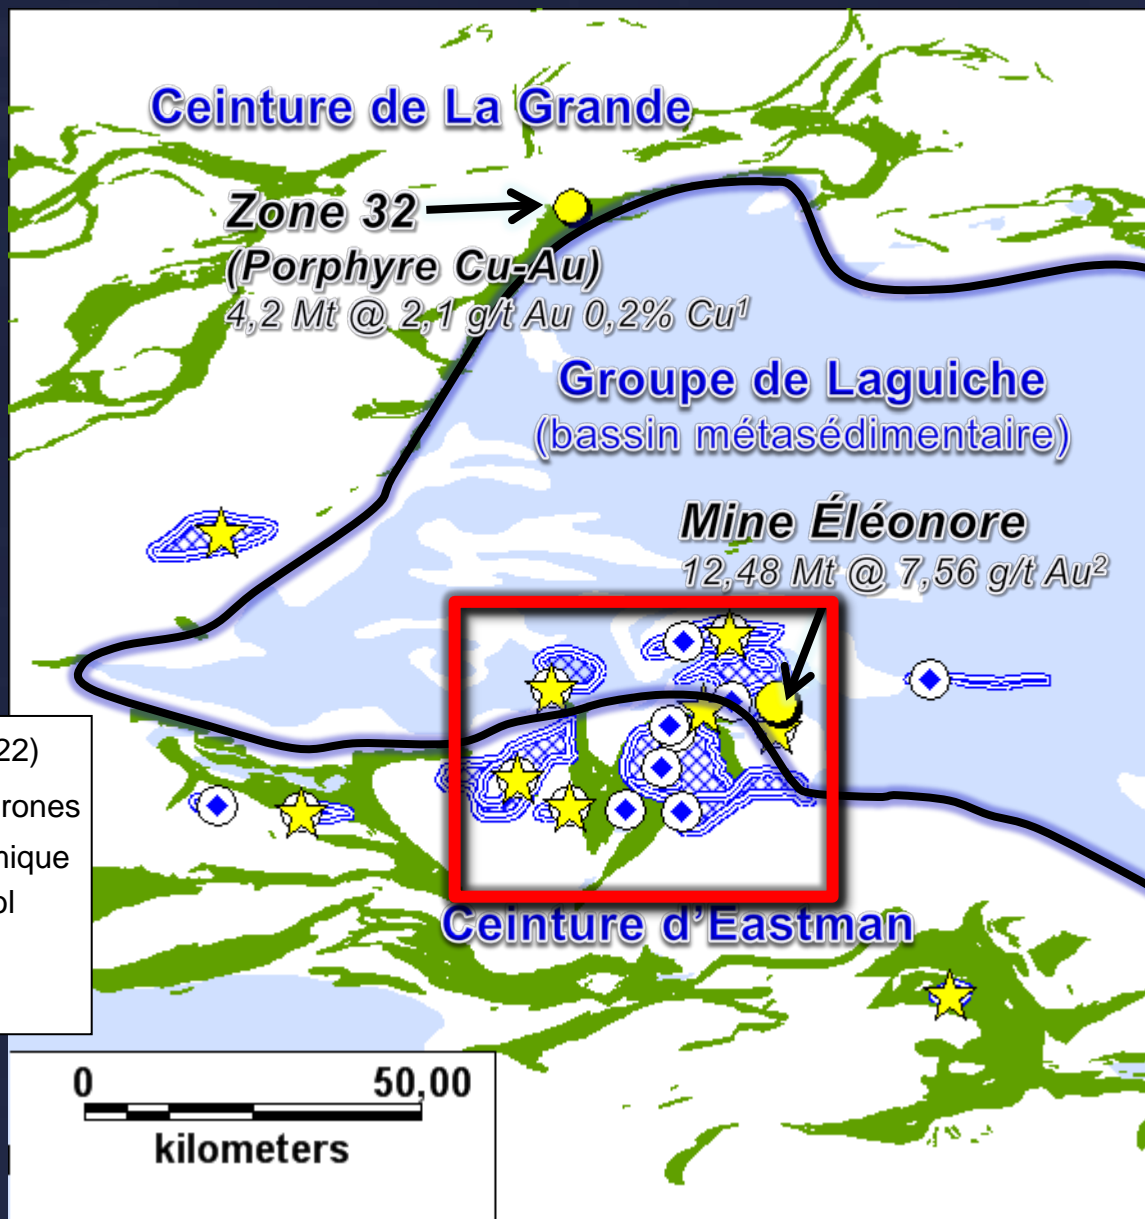 Ceinture de La Grande
Zone 32
(Porphyre Cu-Au)
4,2 Mt @ 2,1 g/t Au 0,2% Cu¹
Groupe de Laguiche
(bassin métasédimentaire)
Mine Éléonore
12,48 Mt @ 7,56 g/t Au²
22)
rones
nique
ol
Ceinture d'Eastman
0 50,00
kilometers